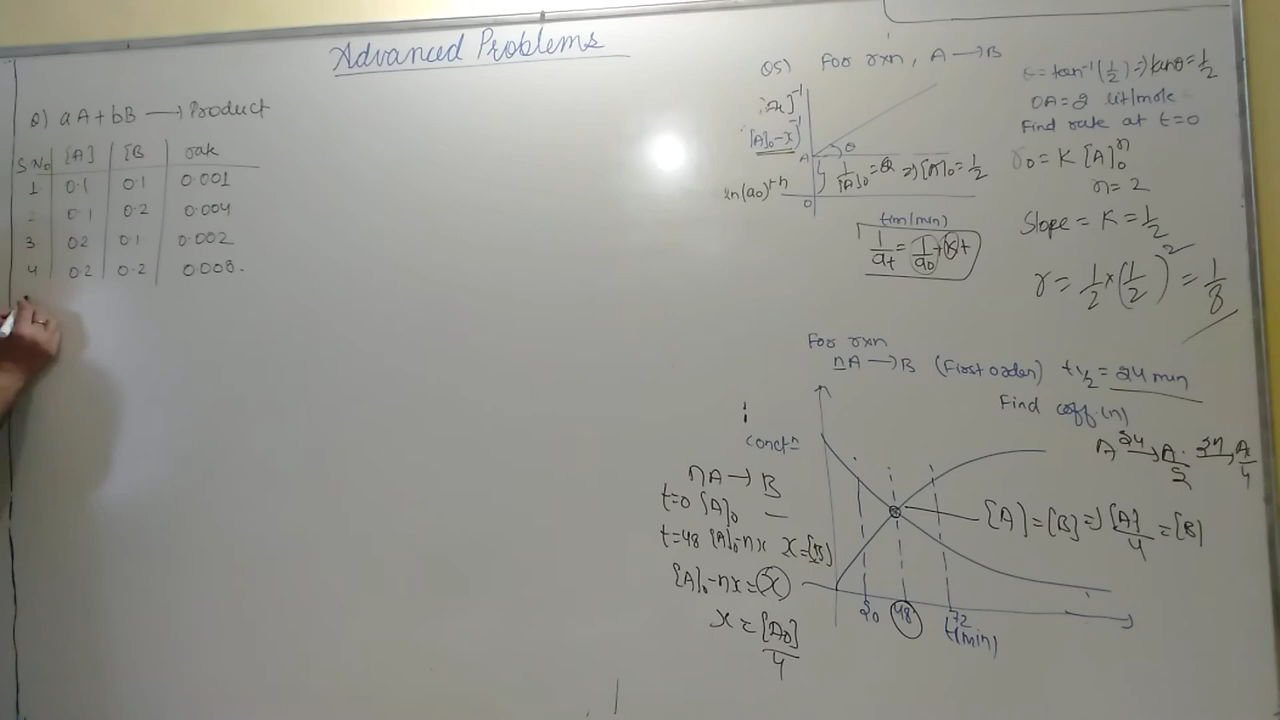 Advanced Problems
Q) aA + bB ⟶ Product
S No [A] [B rate
1 0.1 0.1 0.001
2 0.1 0.2 0.004
3 0.2 0.1 0.002
4 0.2 0.2 0.008.
Q5) For rxn, A ⟶ B
[A]⁻¹
[A]₀-x)⁻¹
A θ
1/[A]₀ = 2 ⇒ [A]₀ = 1/2
O
tim(min)
1/at = 1/a0 + kt
= tan⁻¹(1/2) ⇒ tanθ = 1/2
OA = 2 lit/mole
Find rate at t=0
r₀ = K [A]₀ⁿ
n = 2
Slope = K = 1/2
r = 1/2 × (1/2)² = 1/8
For rxn
nA ⟶ B (First order) t1/2 = 24 min
Find coff.(n)
A 24⟶ A/2 24⟶ A/4
concⁿ
nA → B
t=0 [A]₀ —
t=48 [A]₀-nx x=[B]
[A]₀-nx = x
x = [A₀]/4
[A] = [B] ⇒ [A]/4 = [B]
48 72
t(min)